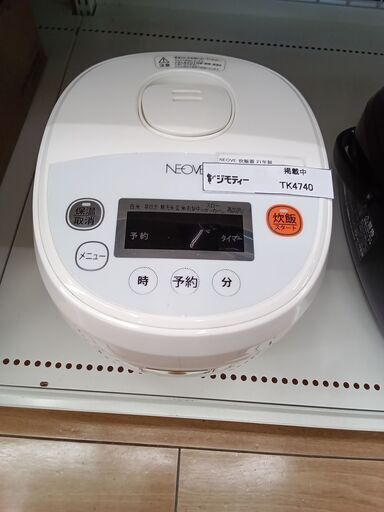 注意
NEOVE
NEOVE 炊飯器 21年製
掲載中
ジモティー
TK4740
保温
取消
炊飯
スタート
予約
タイマー
メニュー
時
予約
分